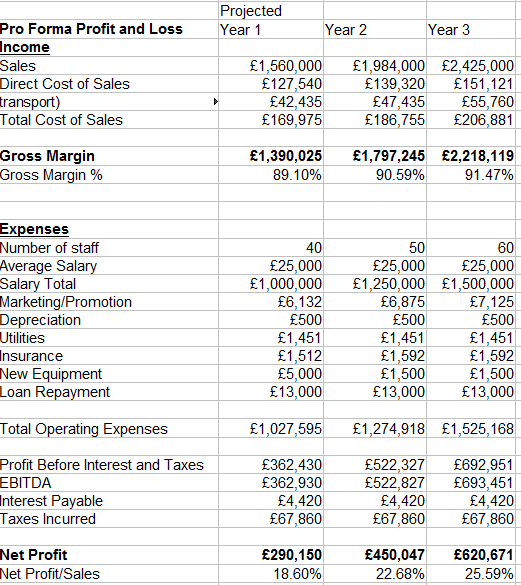 Projected
Pro Forma Profit and Loss Year 1 Year 2 Year 3
Income
Sales £1,560,000 £1,984,000 £2,425,000
Direct Cost of Sales £127,540 £139,320 £151,121
transport) £42,435 £47,435 £55,760
Total Cost of Sales £169,975 £186,755 £206,881
Gross Margin £1,390,025 £1,797,245 £2,218,119
Gross Margin % 89.10% 90.59% 91.47%
Expenses
Number of staff 40 50 60
Average Salary £25,000 £25,000 £25,000
Salary Total £1,000,000 £1,250,000 £1,500,000
Marketing/Promotion £6,132 £6,875 £7,125
Depreciation £500 £500 £500
Utilities £1,451 £1,451 £1,451
Insurance £1,512 £1,592 £1,592
New Equipment £5,000 £1,500 £1,500
Loan Repayment £13,000 £13,000 £13,000
Total Operating Expenses £1,027,595 £1,274,918 £1,525,168
Profit Before Interest and Taxes £362,430 £522,327 £692,951
EBITDA £362,930 £522,827 £693,451
Interest Payable £4,420 £4,420 £4,420
Taxes Incurred £67,860 £67,860 £67,860
Net Profit £290,150 £450,047 £620,671
Net Profit/Sales 18.60% 22.68% 25.59%